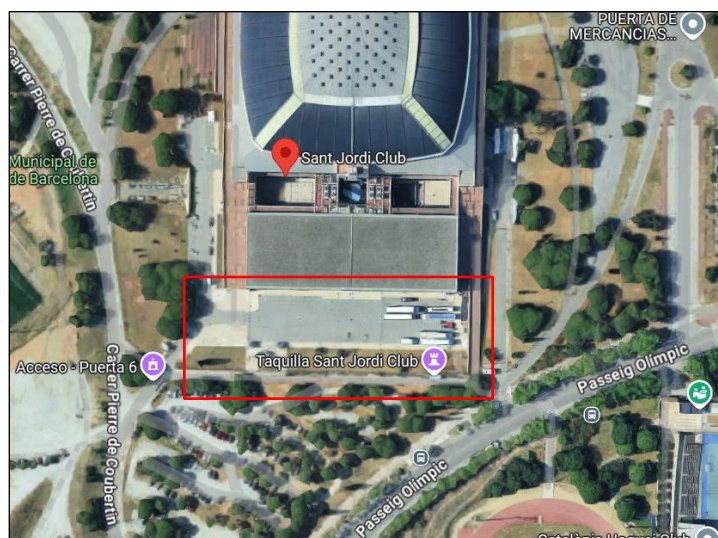 PUERTA DE
MERCANCIAS...
Carrer Pierre de Coubertin
Sant Jordi Club
Municipal de
de Barcelona
Acceso - Puerta 6
Taquilla Sant Jordi Club
Passeig Olímpic
Carrer Pierre de Coubertin
Passeig Olímpic